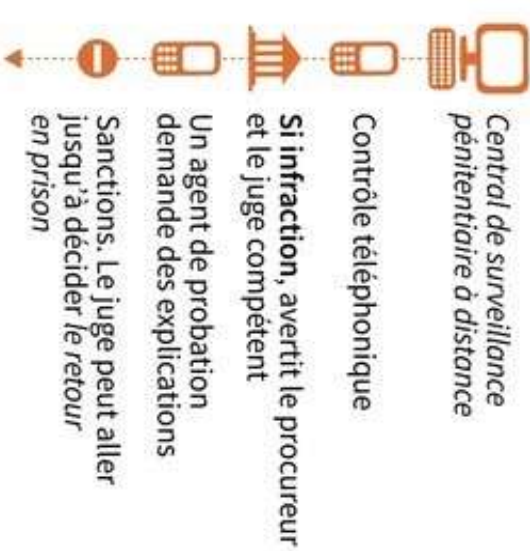 Central de surveillance
pénitentiaire à distance
Contrôle téléphonique
Si infraction, avertit le procureur
et le juge compétent
Un agent de probation
demande des explications
Sanctions. Le juge peut aller
jusqu'à décider le retour
en prison